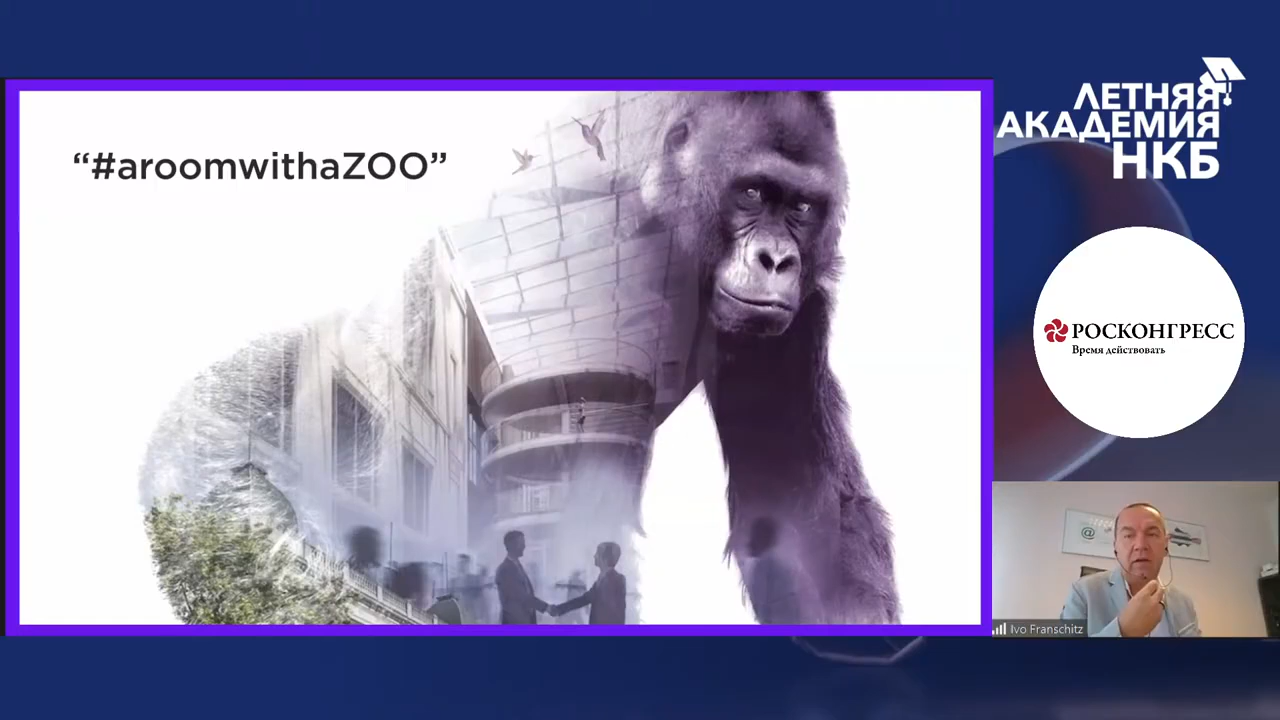 “#aroomwithaZOO”
ЛЕТНЯЯ
АКАДЕМИЯ
НКБ
РОСКОНГРЕСС
Время действовать
@
Ivo Franschitz